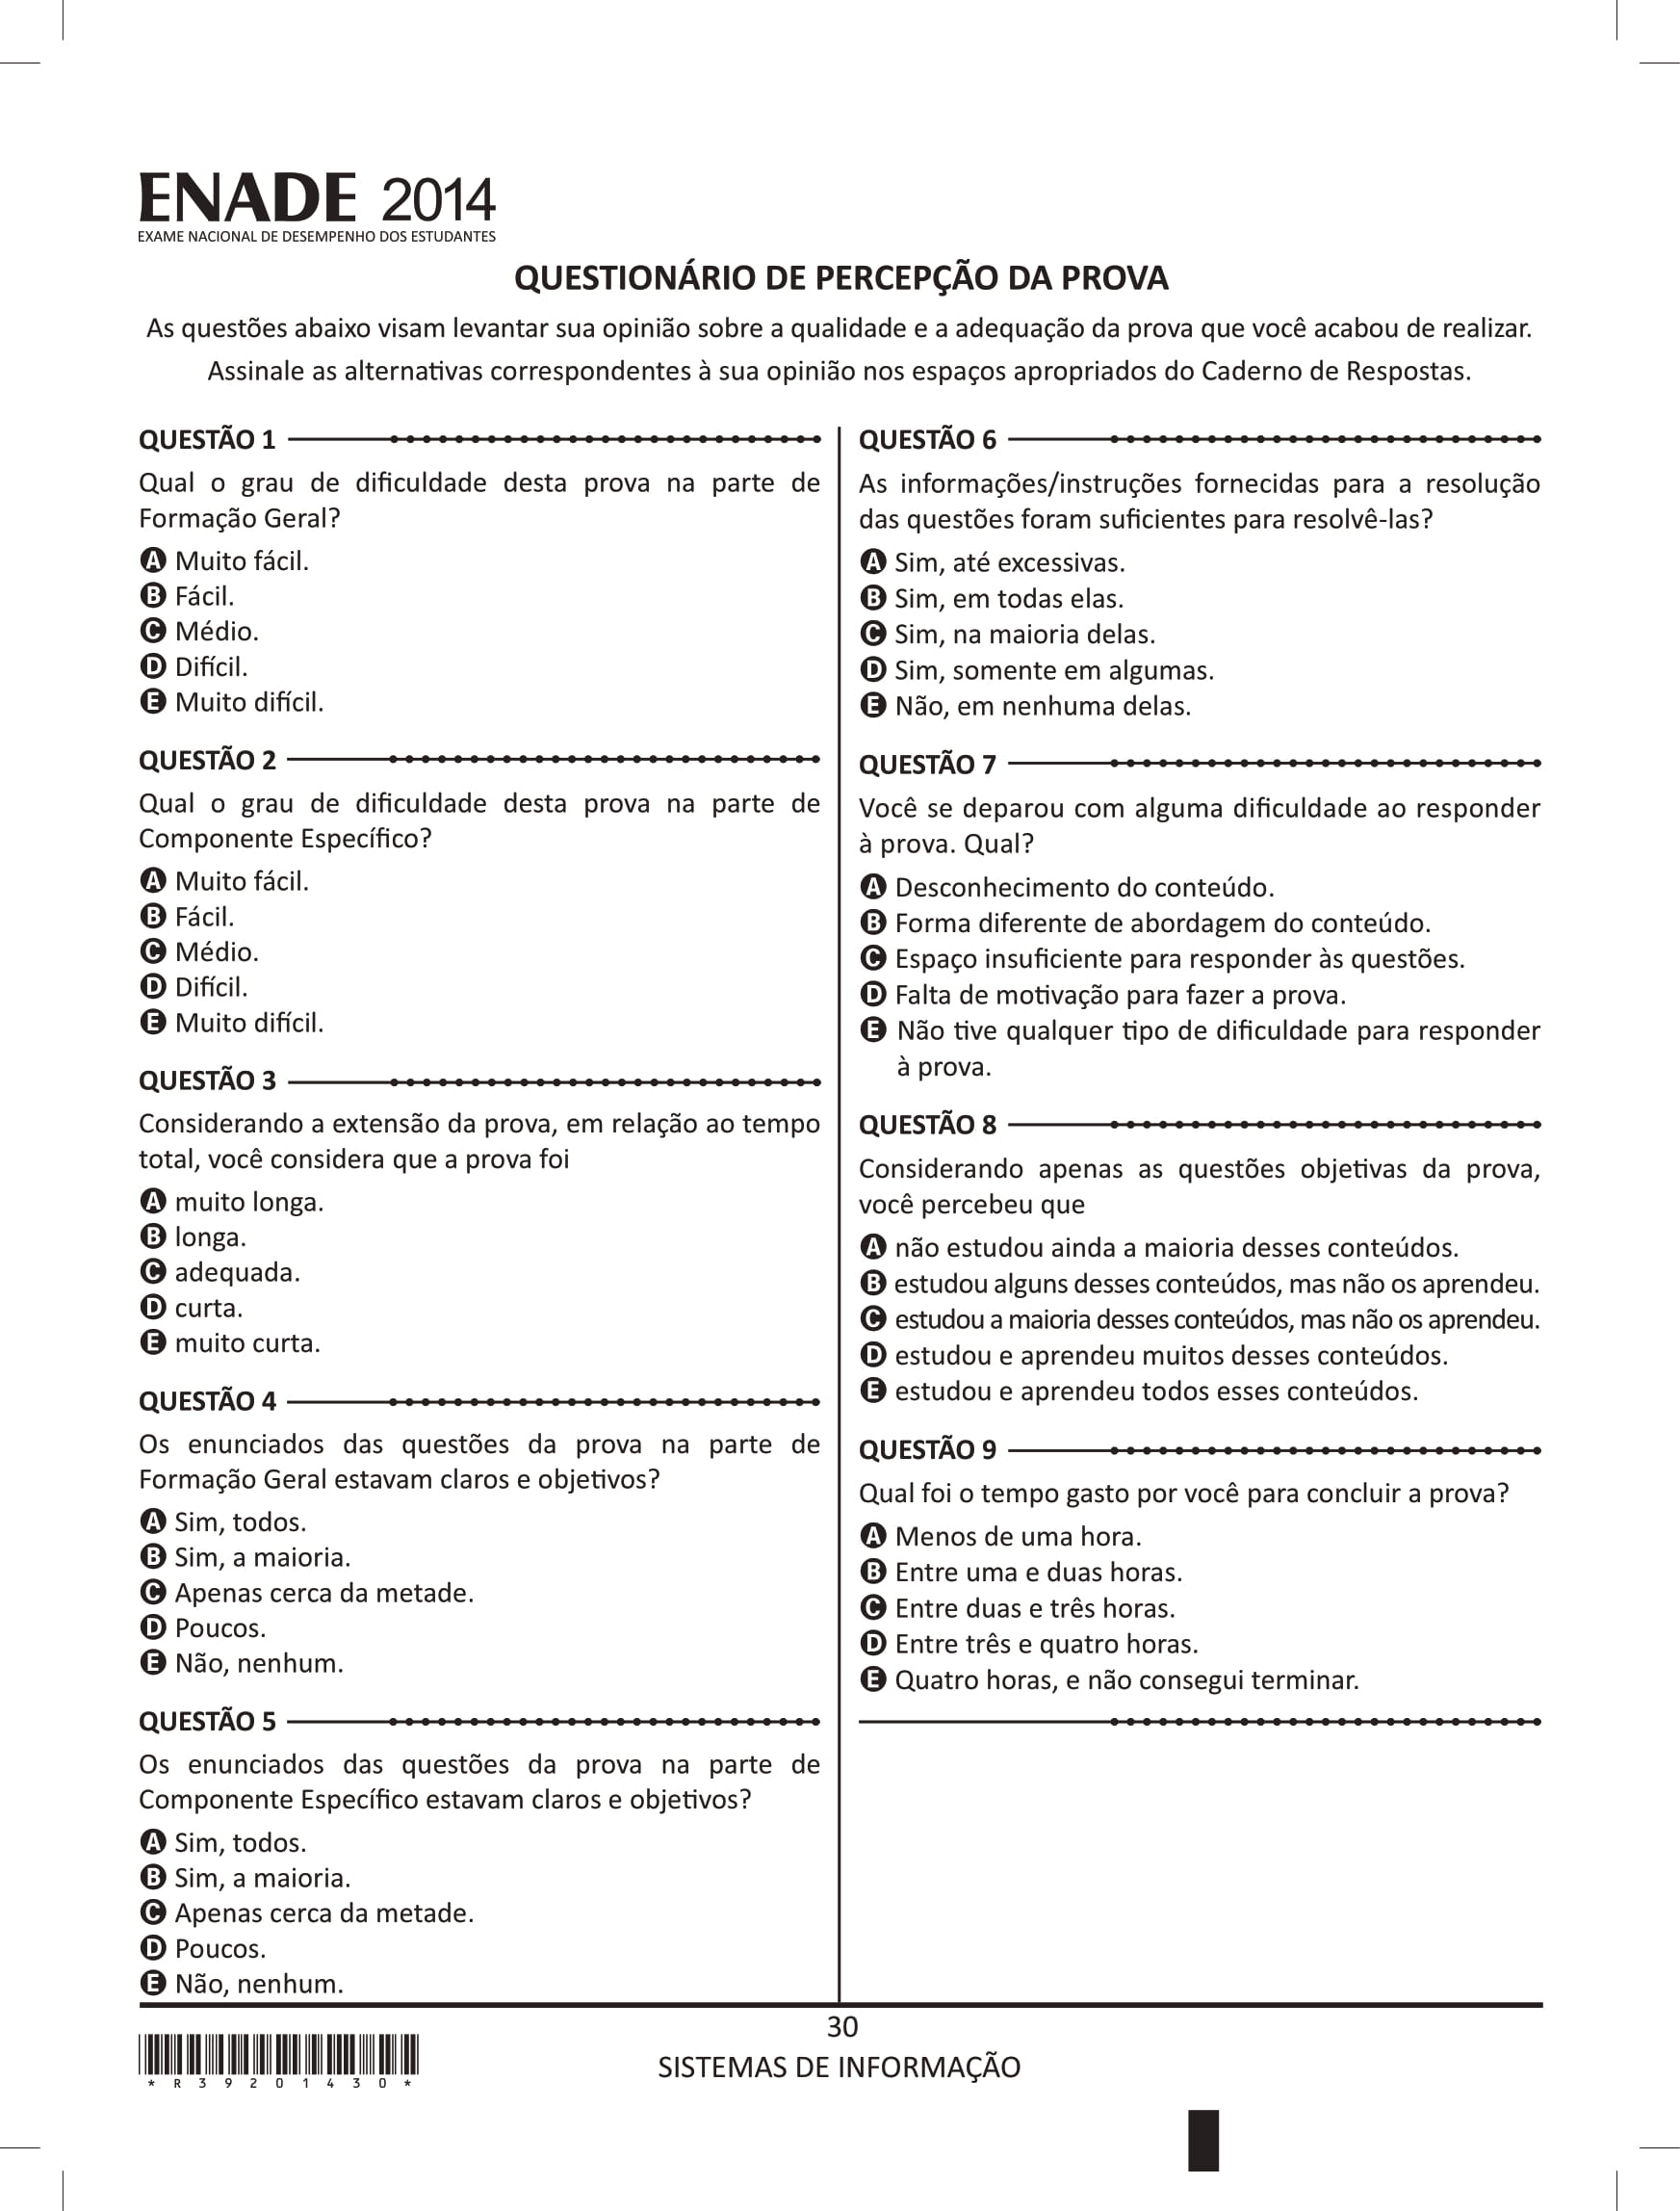 ENADE 2014
EXAME NACIONAL DE DESEMPENHO DOS ESTUDANTES
QUESTIONÁRIO DE PERCEPÇÃO DA PROVA
As questões abaixo visam levantar sua opinião sobre a qualidade e a adequação da prova que você acabou de realizar.
Assinale as alternativas correspondentes à sua opinião nos espaços apropriados do Caderno de Respostas.
QUESTÃO 1
Qual o grau de dificuldade desta prova na parte de
Formação Geral?
A Muito fácil.
B Fácil.
C Médio.
D Difícil.
E Muito difícil.
QUESTÃO 2
Qual o grau de dificuldade desta prova na parte de
Componente Específico?
A Muito fácil.
B Fácil.
C Médio.
D Difícil.
E Muito difícil.
QUESTÃO 3
Considerando a extensão da prova, em relação ao tempo
total, você considera que a prova foi
A muito longa.
B longa.
C adequada.
D curta.
E muito curta.
QUESTÃO 4
Os enunciados das questões da prova na parte de
Formação Geral estavam claros e objetivos?
A Sim, todos.
B Sim, a maioria.
C Apenas cerca da metade.
D Poucos.
E Não, nenhum.
QUESTÃO 5
Os enunciados das questões da prova na parte de
Componente Específico estavam claros e objetivos?
A Sim, todos.
B Sim, a maioria.
C Apenas cerca da metade.
D Poucos.
E Não, nenhum.
QUESTÃO 6
As informações/instruções fornecidas para a resolução
das questões foram suficientes para resolvê-las?
A Sim, até excessivas.
B Sim, em todas elas.
C Sim, na maioria delas.
D Sim, somente em algumas.
E Não, em nenhuma delas.
QUESTÃO 7
Você se deparou com alguma dificuldade ao responder
à prova. Qual?
A Desconhecimento do conteúdo.
B Forma diferente de abordagem do conteúdo.
C Espaço insuficiente para responder às questões.
D Falta de motivação para fazer a prova.
E Não tive qualquer tipo de dificuldade para responder
à prova.
QUESTÃO 8
Considerando apenas as questões objetivas da prova,
você percebeu que
A não estudou ainda a maioria desses conteúdos.
B estudou alguns desses conteúdos, mas não os aprendeu.
C estudou a maioria desses conteúdos, mas não os aprendeu.
D estudou e aprendeu muitos desses conteúdos.
E estudou e aprendeu todos esses conteúdos.
QUESTÃO 9
Qual foi o tempo gasto por você para concluir a prova?
A Menos de uma hora.
B Entre uma e duas horas.
C Entre duas e três horas.
D Entre três e quatro horas.
E Quatro horas, e não consegui terminar.
30
SISTEMAS DE INFORMAÇÃO
* R 3 9 2 0 1 4 3 0 *